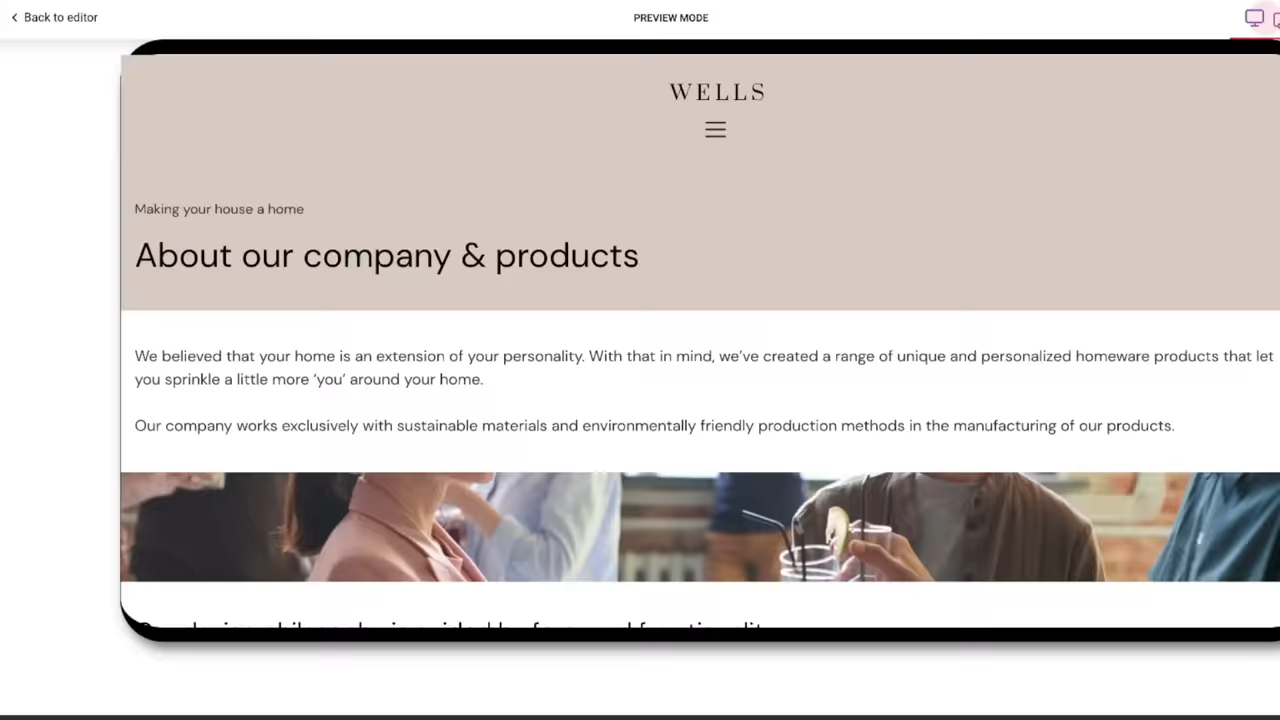 Back to editor
PREVIEW MODE
WELLS
Making your house a home
About our company & products
We believed that your home is an extension of your personality. With that in mind, we've created a range of unique and personalized homeware products that let
you sprinkle a little more ‘you’ around your home.
Our company works exclusively with sustainable materials and environmentally friendly production methods in the manufacturing of our products.